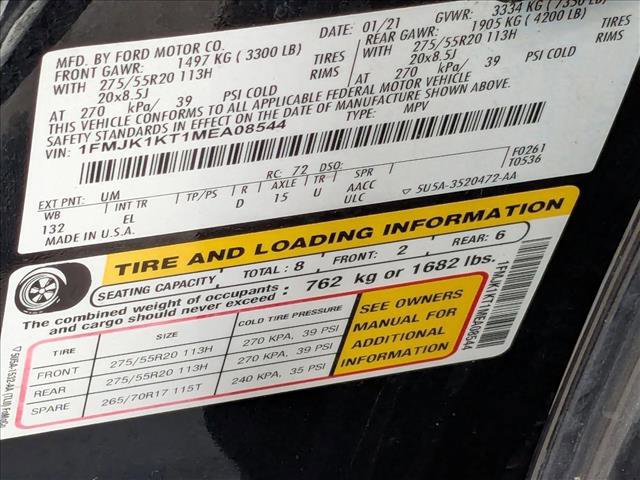 MFD. BY FORD MOTOR CO.
DATE: 01/21 GVWR: 3334 KG (7350 LB)
FRONT GAWR: 1497 KG (3300 LB) REAR GAWR: 1905 KG (4200 LB)
WITH 275/55R20 113H TIRES WITH 275/55R20 113H TIRES
20x8.5J RIMS 20x8.5J RIMS
AT 270 kPa/ 39 PSI COLD AT 270 kPa/ 39 PSI COLD
THIS VEHICLE CONFORMS TO ALL APPLICABLE FEDERAL MOTOR VEHICLE
SAFETY STANDARDS IN EFFECT ON THE DATE OF MANUFACTURE SHOWN ABOVE.
VIN: 1FMJK1KT1MEA08544 TYPE: MPV
F0261
T0536
EXT PNT: UM RC: 72 DSO:
WB INT TR TP/PS R AXLE TR SPR
132 EL D 15 U AACC
ULC
▽ 5U5A-3520472-AA
MADE IN U.S.A.
TIRE AND LOADING INFORMATION
SEATING CAPACITY TOTAL: 8 FRONT: 2 REAR: 6
The combined weight of occupants
and cargo should never exceed: 762 kg or 1682 lbs.
TIRE SIZE COLD TIRE PRESSURE
FRONT 275/55R20 113H 270 KPA, 39 PSI
REAR 275/55R20 113H 270 KPA, 39 PSI
SPARE 265/70R17 115T 240 KPA, 35 PSI
SEE OWNERS
MANUAL FOR
ADDITIONAL
INFORMATION
1FMJK1KT1MEA08544